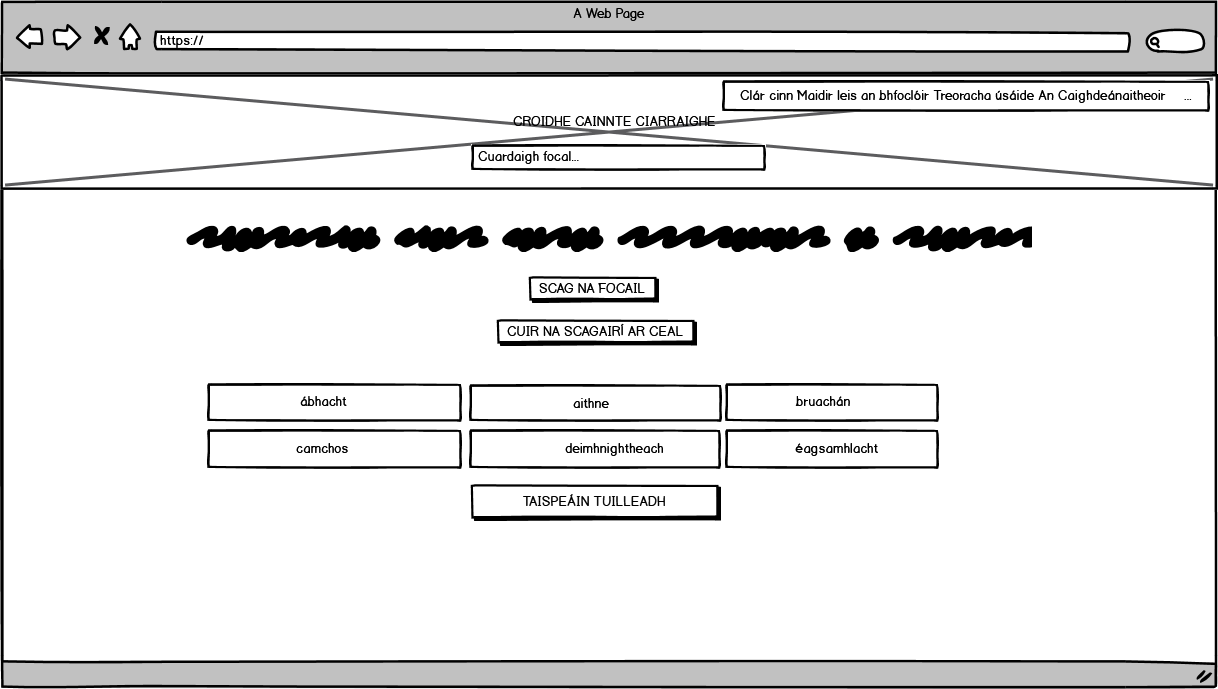 A Web Page
https://
Clár cinn Maidir leis an bhfoclóir Treoracha úsáide An Caighdeánaitheoir ...
CROIDHE CAINNTE CIARRAIGHE
Cuardaigh focal...
SCAG NA FOCAIL
CUIR NA SCAGAIRÍ AR CEAL
ábhacht aithne bruachán
camchos deimhnightheach éagsamhlacht
TAISPEÁIN TUILLEADH